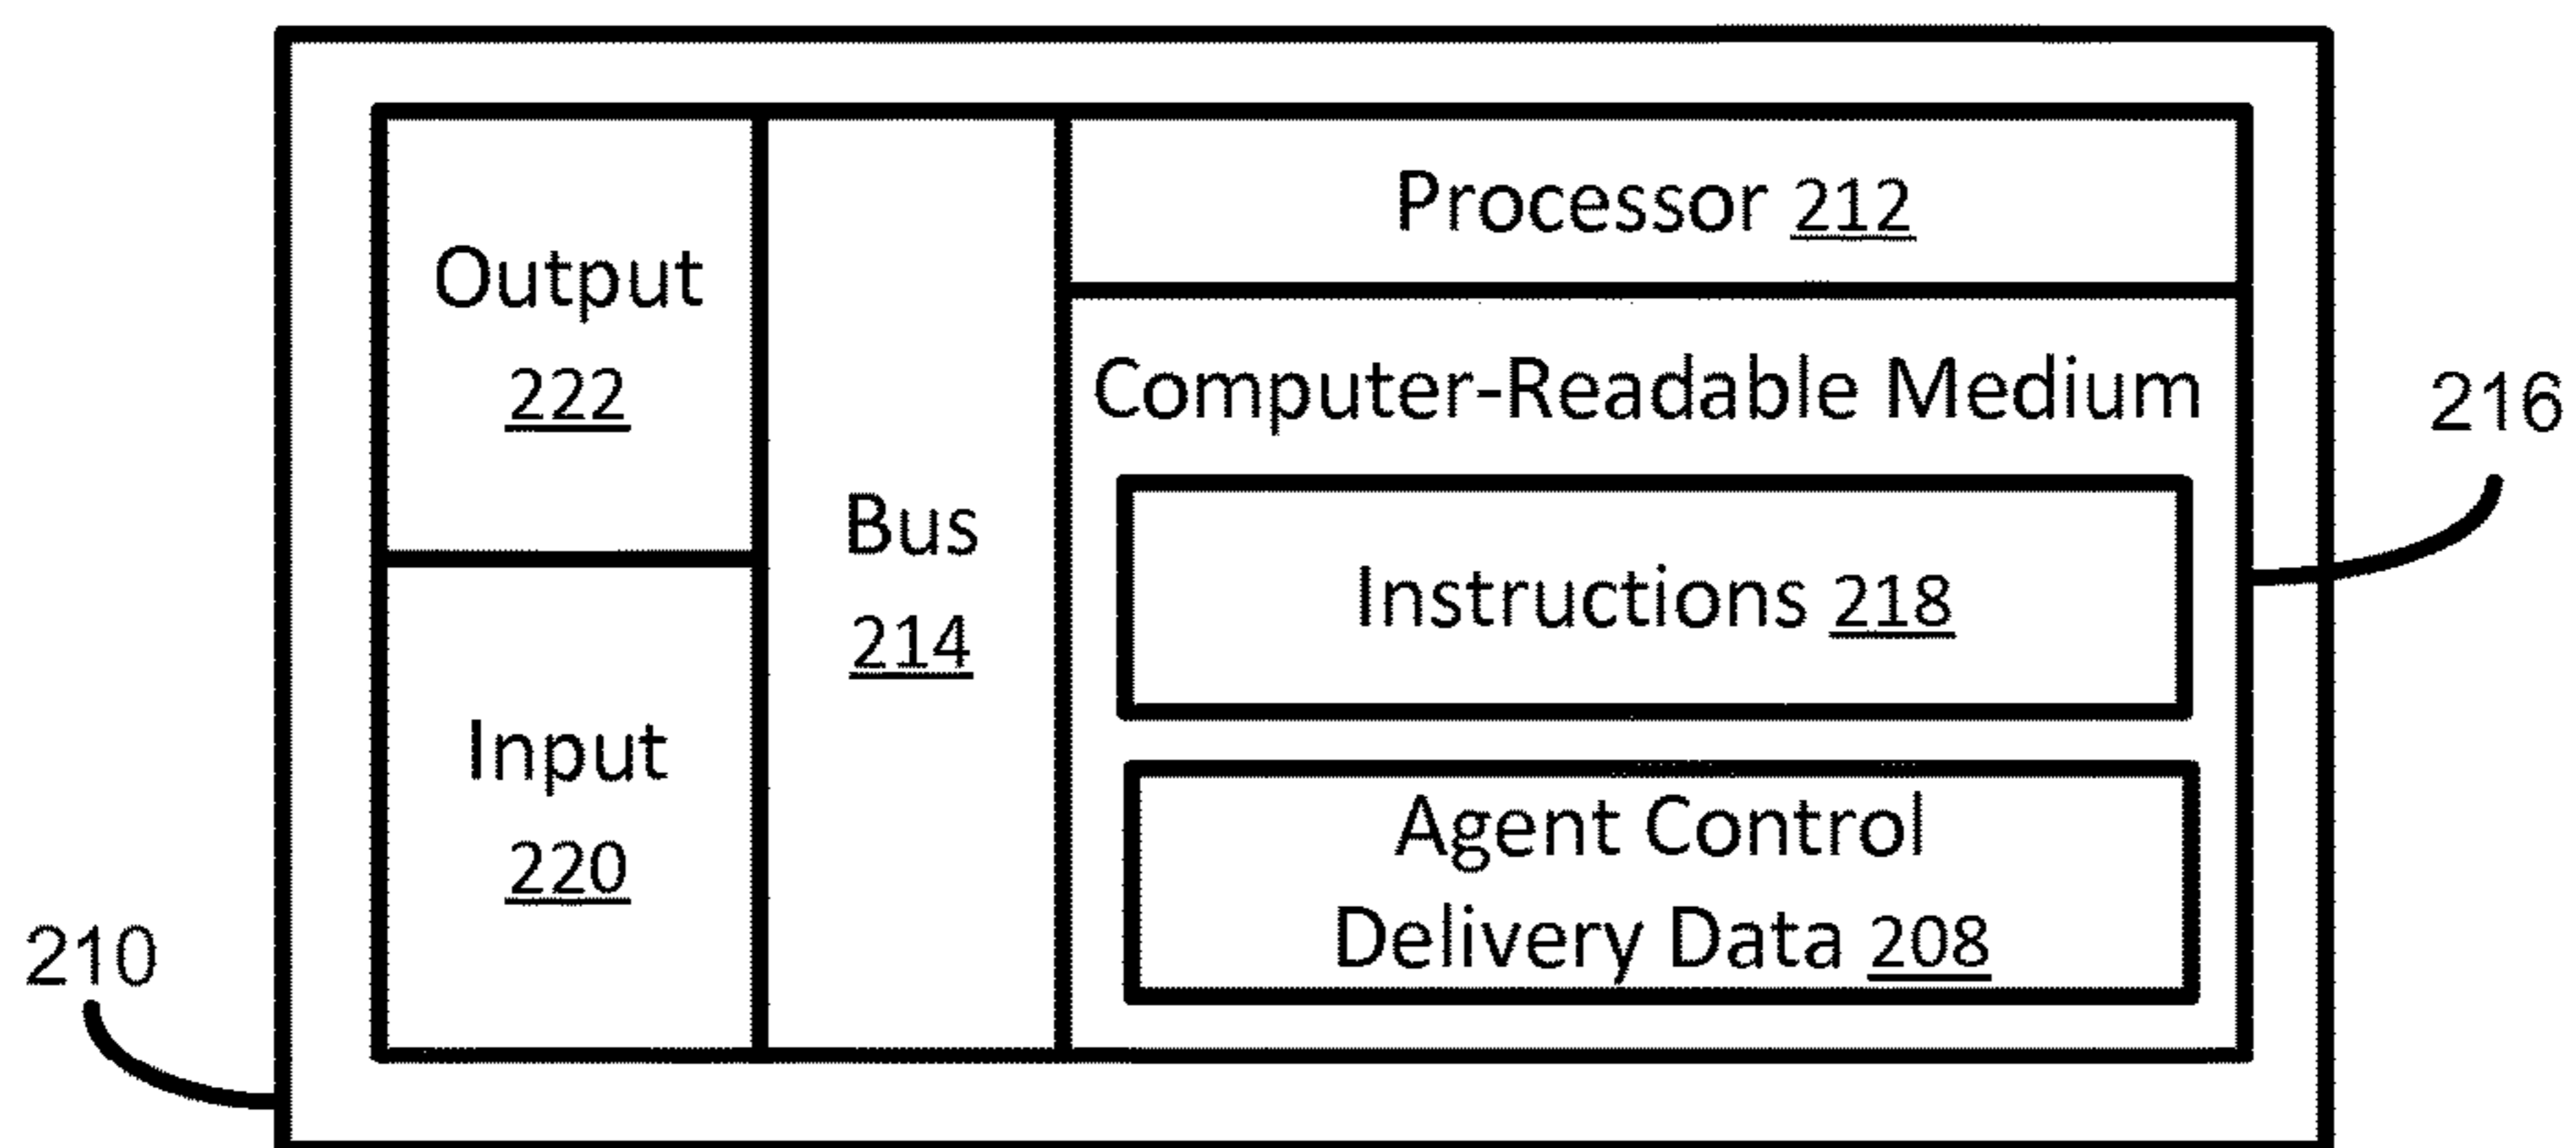 Output
222
Input
220
Bus
214
Processor 212
Computer-Readable Medium
Instructions 218
Agent Control
Delivery Data 208
216
210